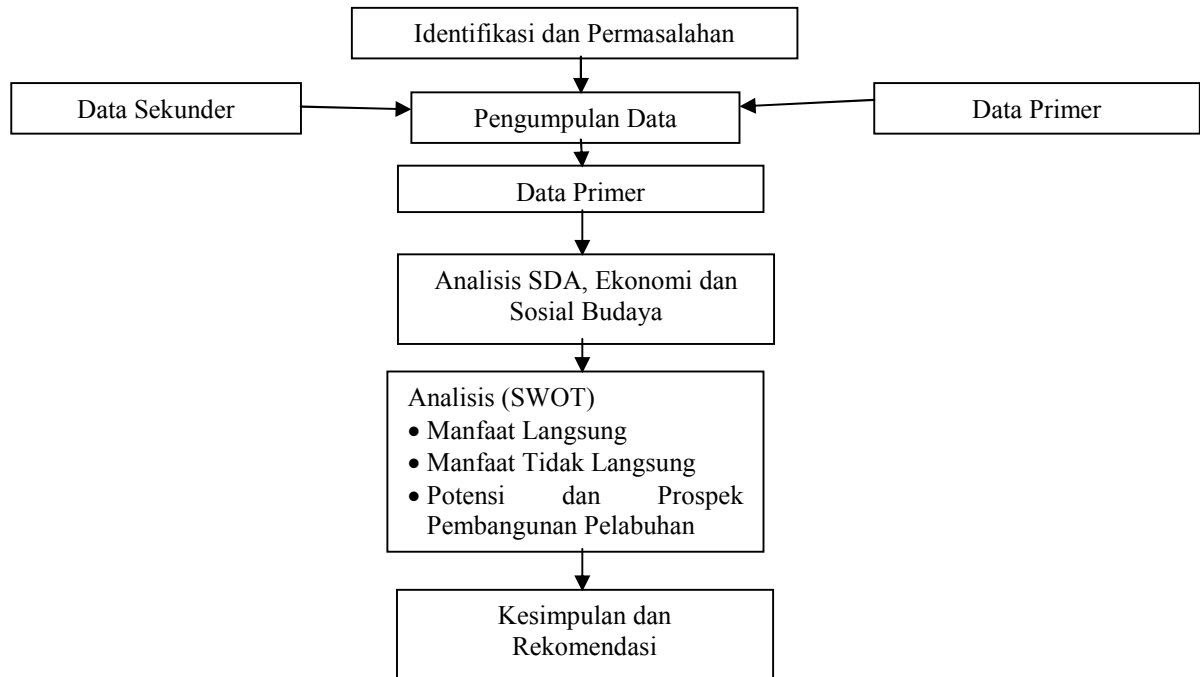 Identifikasi dan Permasalahan
Data Sekunder
Pengumpulan Data
Data Primer
Data Primer
Analisis SDA, Ekonomi dan
Sosial Budaya
Analisis (SWOT)
• Manfaat Langsung
• Manfaat Tidak Langsung
• Potensi dan Prospek
Pembangunan Pelabuhan
Kesimpulan dan
Rekomendasi